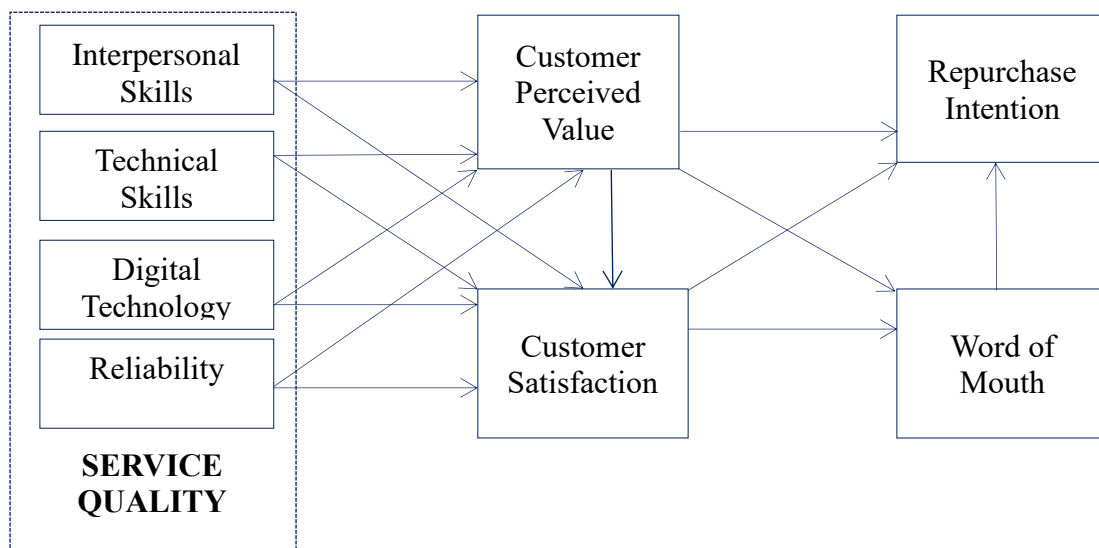 Interpersonal
Skills
Technical
Skills
Digital
Technology
Reliability
SERVICE
QUALITY
Customer
Perceived
Value
Customer
Satisfaction
Repurchase
Intention
Word of
Mouth